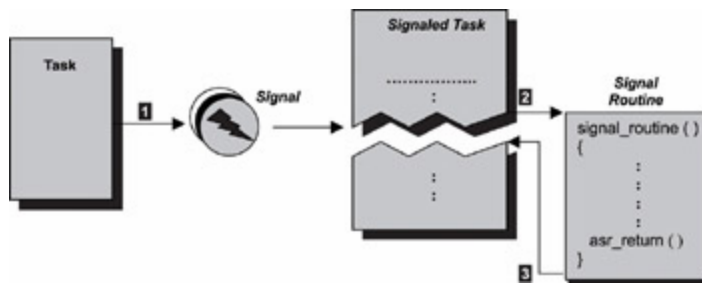 Task
1
Signal
Signaled Task
..................
:
2
:
:
3
Signal
Routine
signal_routine ( )
{
:
:
:
:
asr_return ( )
}